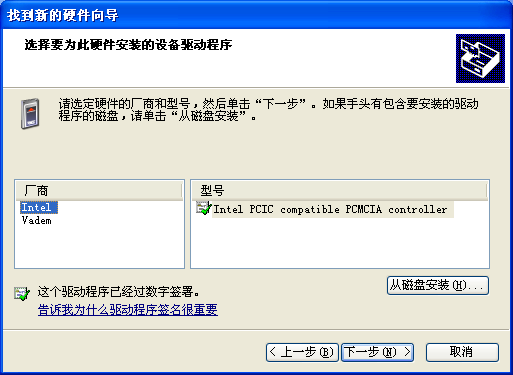 找到新的硬件向导
选择要为此硬件安装的设备驱动程序
请选定硬件的厂商和型号，然后单击“下一步”。如果手头有包含要安装的驱动
程序的磁盘，请单击“从磁盘安装”。
厂商
型号
Intel
Intel PCIC compatible PCMCIA controller
Vadem
从磁盘安装(H)...
这个驱动程序已经过数字签署。
告诉我为什么驱动程序签名很重要
< 上一步(B)
下一步(N) >
取消